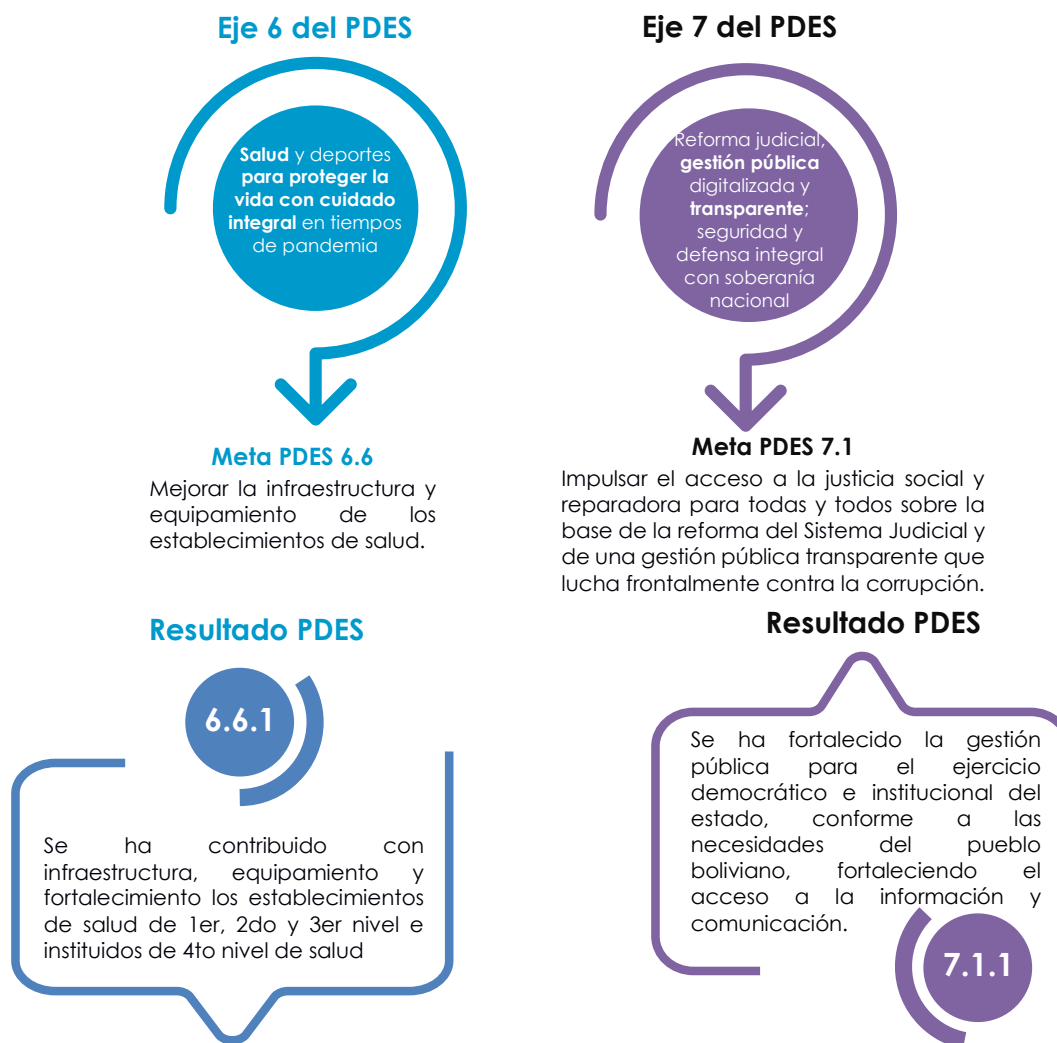 Eje 6 del PDES
Salud y deportes
para proteger la
vida con cuidado
integral en tiempos
de pandemia
Meta PDES 6.6
Mejorar la infraestructura y
equipamiento de los
establecimientos de salud.
Resultado PDES
6.6.1
Se ha contribuido con
infraestructura, equipamiento y
fortalecimiento los establecimientos
de salud de 1er, 2do y 3er nivel e
instituidos de 4to nivel de salud
Eje 7 del PDES
Reforma judicial,
gestión pública
digitalizada y
transparente;
seguridad y
defensa integral
con soberanía
nacional
Meta PDES 7.1
Impulsar el acceso a la justicia social y
reparadora para todas y todos sobre la
base de la reforma del Sistema Judicial y
de una gestión pública transparente que
lucha frontalmente contra la corrupción.
Resultado PDES
Se ha fortalecido la gestión
pública para el ejercicio
democrático e institucional del
estado, conforme a las
necesidades del pueblo
boliviano, fortaleciendo el
acceso a la información y
comunicación.
7.1.1